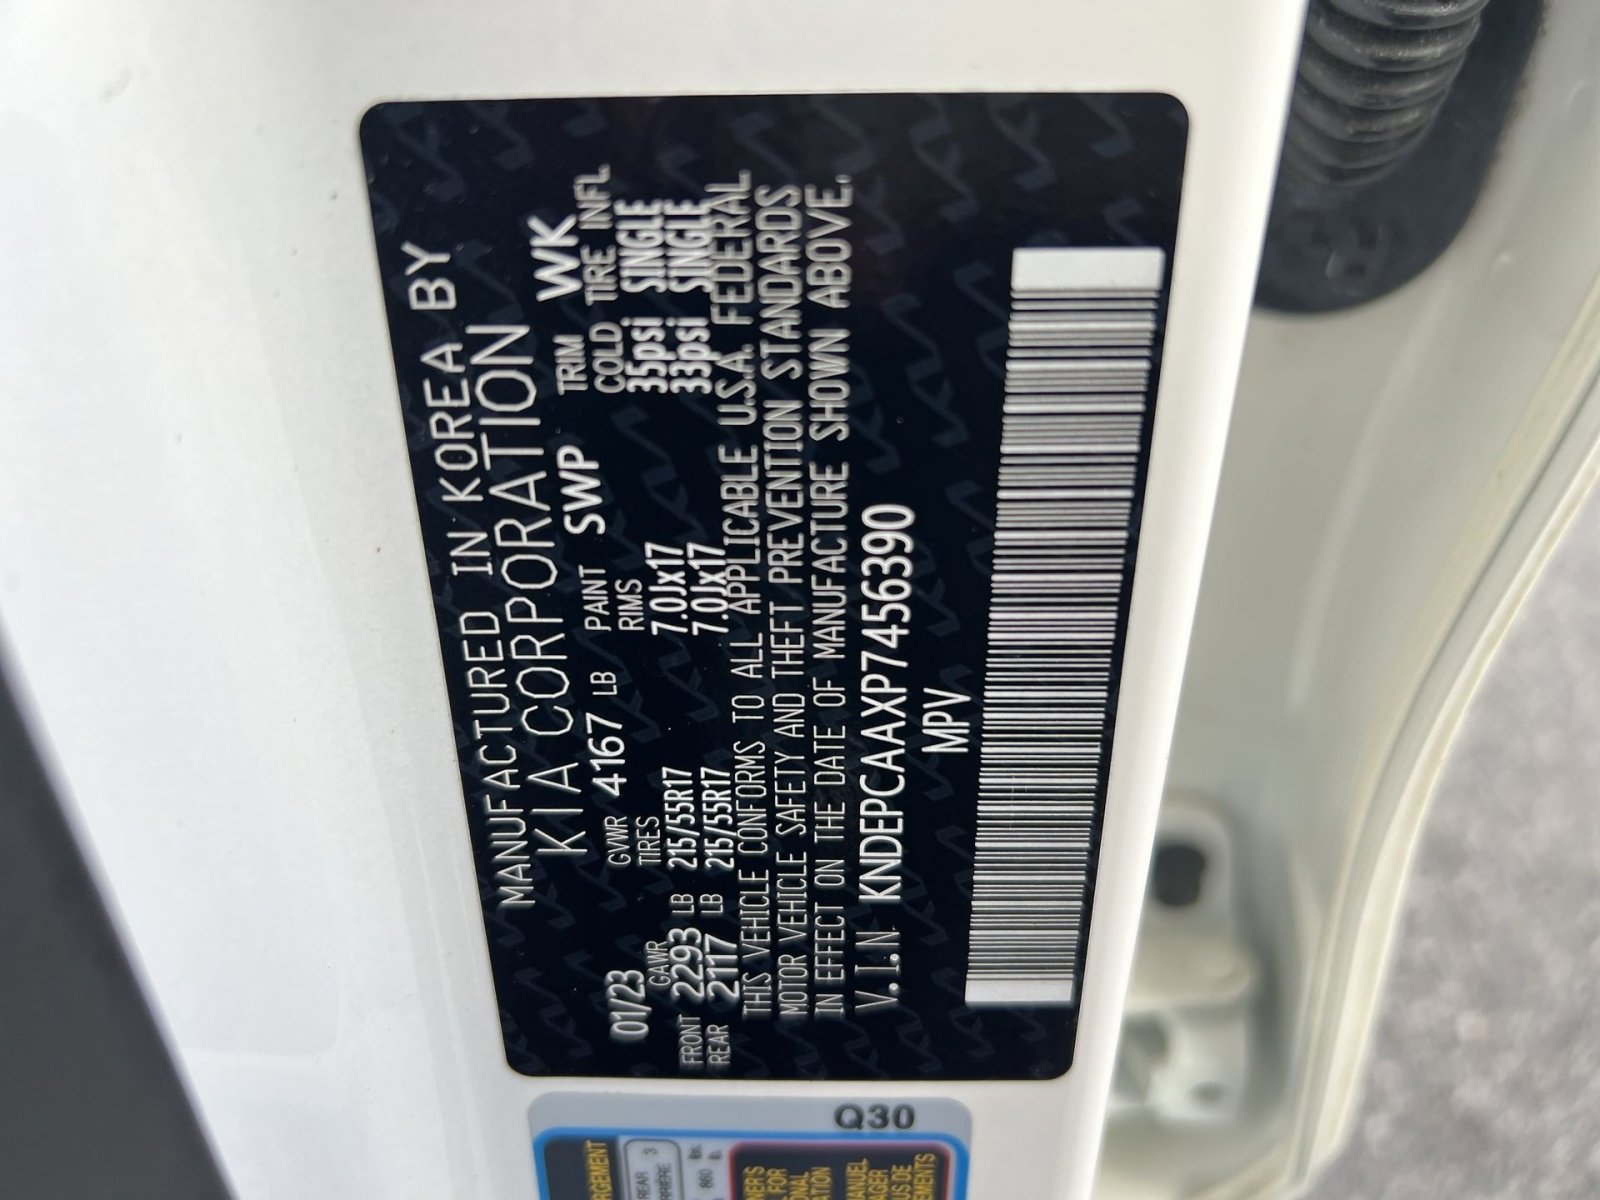 MANUFACTURED IN KOREA BY
KIA CORPORATION
01/23 GVWR 4167 LB PAINT SWP TRIM WK
GAWR TIRES RIMS COLD TIRE INFL
FRONT 2293 LB 215/55R17 7.0Jx17 35psi SINGLE
REAR 2117 LB 215/55R17 7.0Jx17 33psi SINGLE
THIS VEHICLE CONFORMS TO ALL APPLICABLE U.S.A. FEDERAL
MOTOR VEHICLE SAFETY AND THEFT PREVENTION STANDARDS
IN EFFECT ON THE DATE OF MANUFACTURE SHOWN ABOVE.
V.I.N KNDEPCAAXP7456390
MPV
Q30
REAR 3